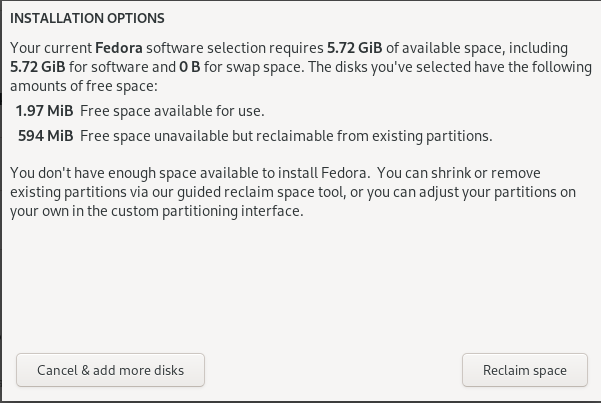 INSTALLATION OPTIONS
Your current Fedora software selection requires 5.72 GiB of available space, including
5.72 GiB for software and 0 B for swap space. The disks you've selected have the following
amounts of free space:
1.97 MiB Free space available for use.
594 MiB Free space unavailable but reclaimable from existing partitions.
You don't have enough space available to install Fedora. You can shrink or remove
existing partitions via our guided reclaim space tool, or you can adjust your partitions on
your own in the custom partitioning interface.
Cancel & add more disks
Reclaim space